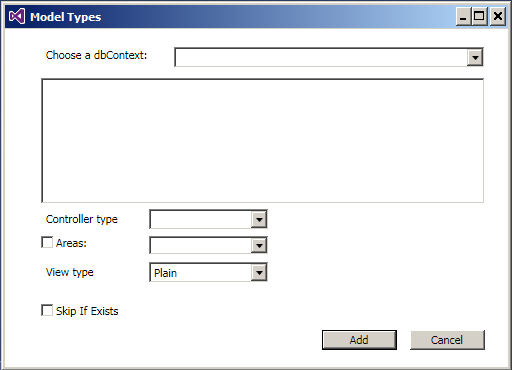 Model Types
Choose a dbContext:
Controller type
Areas:
View type Plain
Skip If Exists
Add Cancel